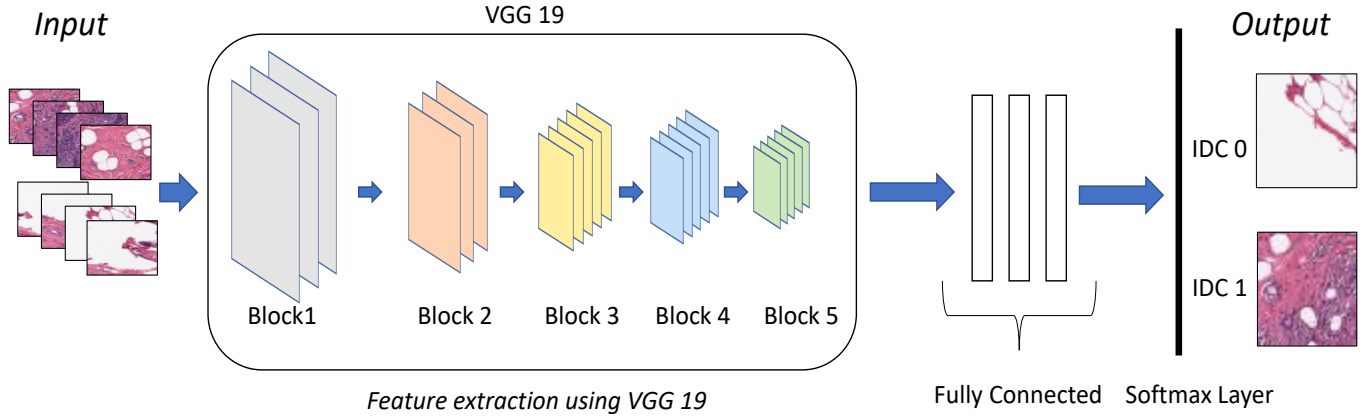 VGG 19
Input
Output
IDC 0
IDC 1
Block1
Block 2
Block 3
Block 4
Block 5
Fully Connected
Softmax Layer
Feature extraction using VGG 19